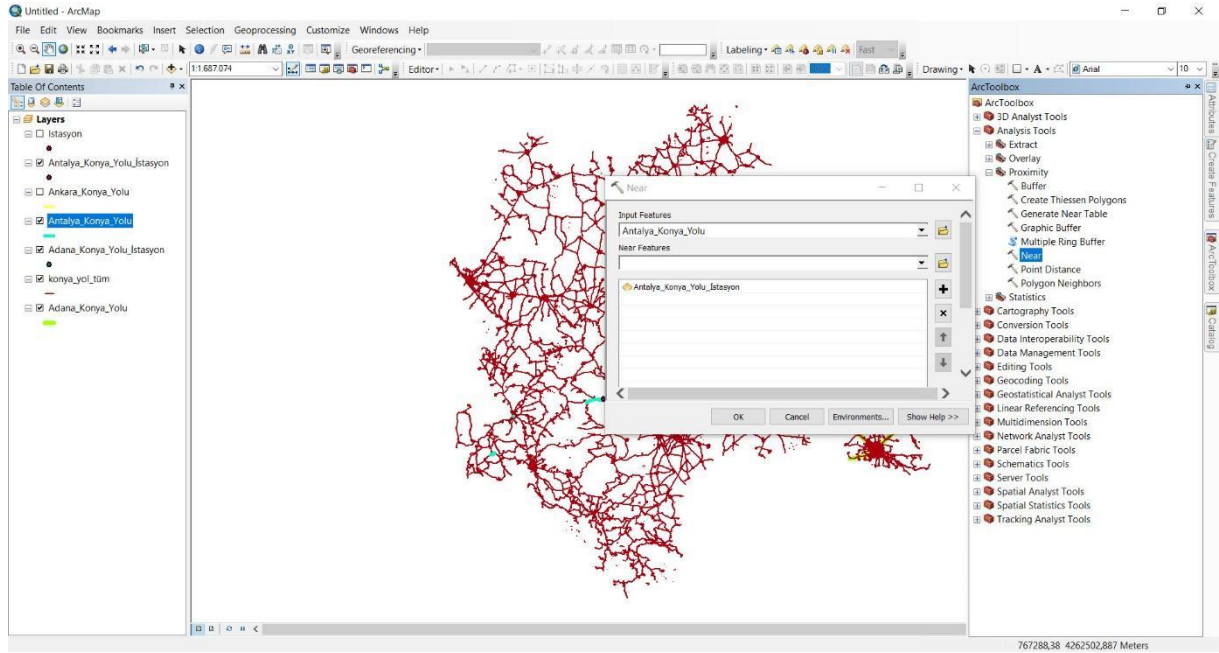 Untitled - ArcMap
File Edit View Bookmarks Insert Selection Geoprocessing Customize Windows Help
Georeferencing
Labeling
Fast
1:1.687.074
Editor
Drawing
Arial
10
Table Of Contents
Layers
Istasyon
Antalya_Konya_Yolu_İstasyon
Ankara_Konya_Yolu
Antalya_Konya_Yolu
Adana_Konya_Yolu_İstasyon
konya_yol_tüm
Adana_Konya_Yolu
Near
Input Features
Antalya_Konya_Yolu
Near Features
Antalya_Konya_Yolu_İstasyon
OK Cancel Environments... Show Help >>
ArcToolbox
ArcToolbox
3D Analyst Tools
Analysis Tools
Extract
Overlay
Proximity
Buffer
Create Thiessen Polygons
Generate Near Table
Graphic Buffer
Multiple Ring Buffer
Near
Point Distance
Polygon Neighbors
Statistics
Cartography Tools
Conversion Tools
Data Interoperability Tools
Data Management Tools
Editing Tools
Geocoding Tools
Geostatistical Analyst Tools
Linear Referencing Tools
Multidimension Tools
Network Analyst Tools
Parcel Fabric Tools
Schematics Tools
Server Tools
Spatial Analyst Tools
Spatial Statistics Tools
Tracking Analyst Tools
Attributes
Create Features
ArcToolbox
Catalog
767288,38 4262502,887 Meters